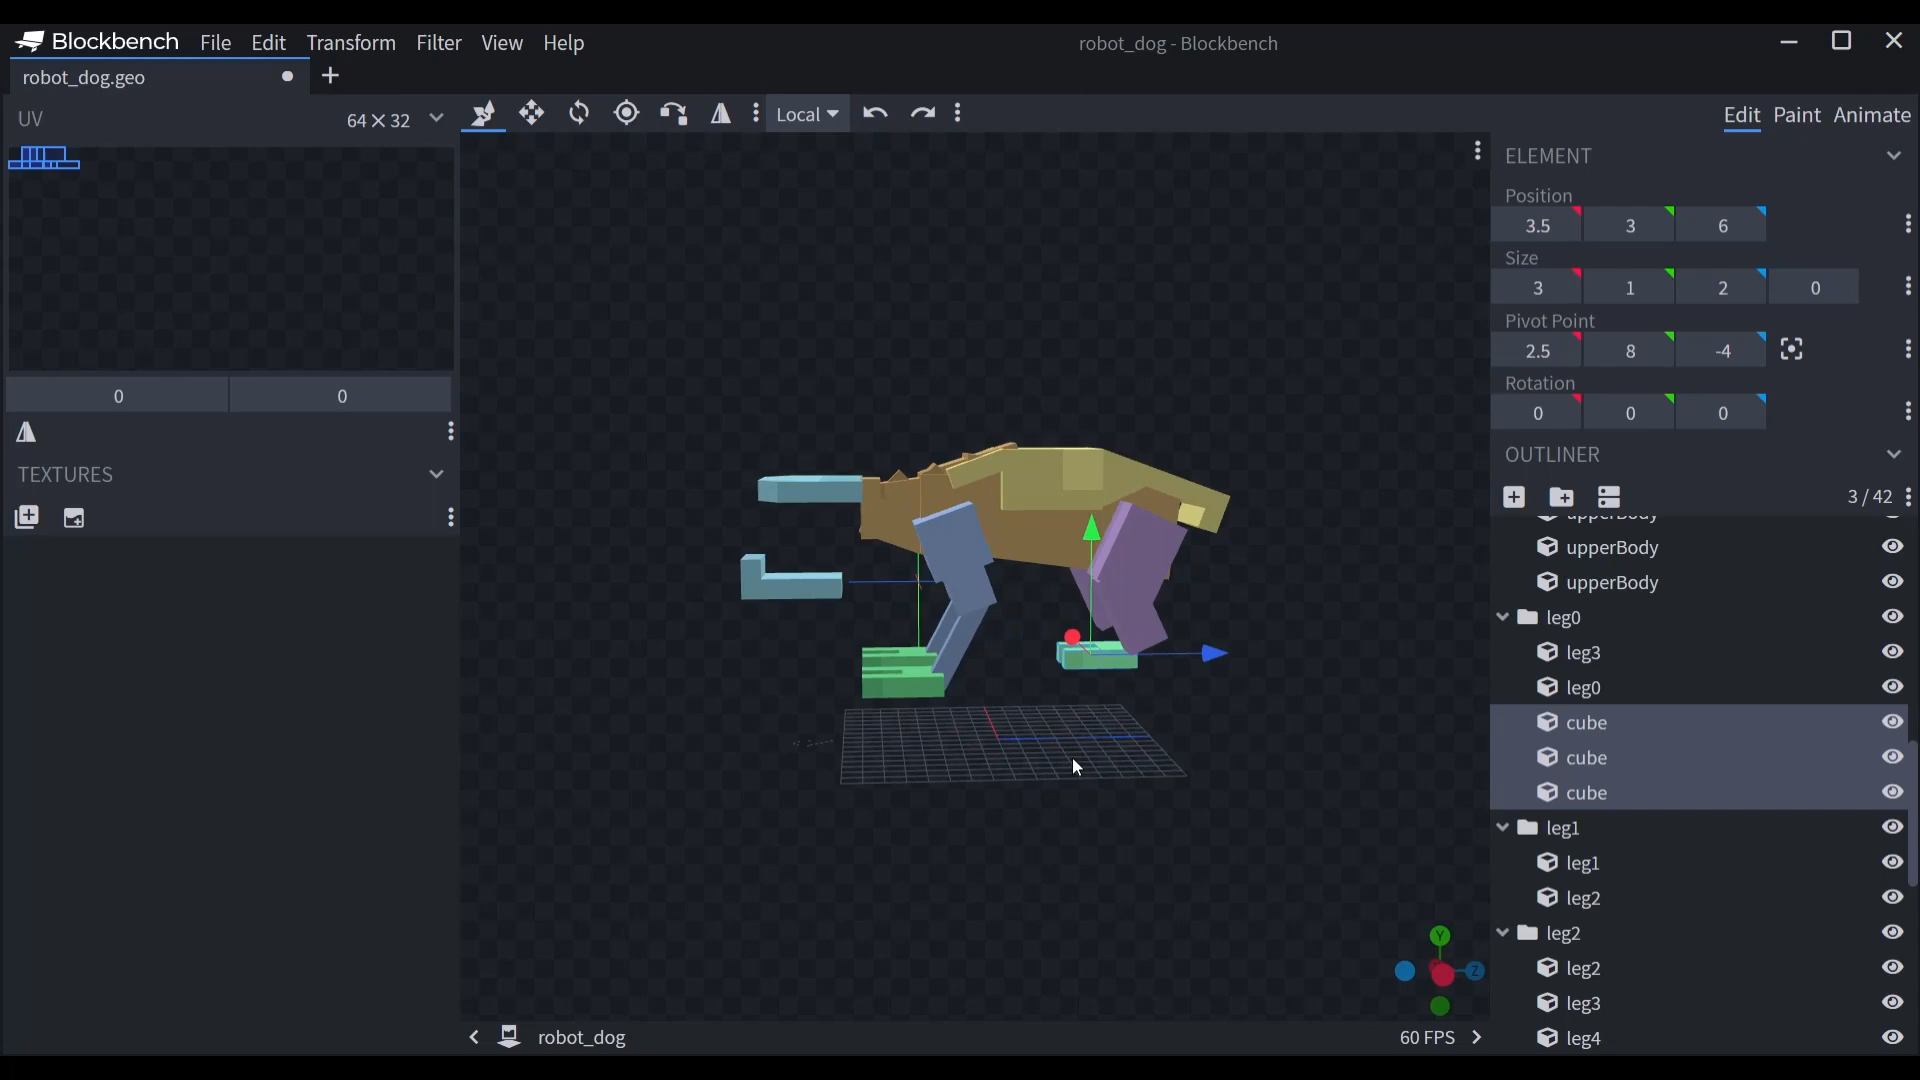 Blockbench File Edit Transform Filter View Help robot_dog - Blockbench
robot_dog.geo
UV 64 × 32 Local Edit Paint Animate
ELEMENT
Position
3.5 3 6
Size
3 1 2 0
Pivot Point
2.5 8 -4
Rotation
0 0 0
0 0
TEXTURES
OUTLINER
3 / 42
upperBody
upperBody
upperBody
leg0
leg3
leg0
cube
cube
cube
leg1
leg1
leg2
leg2
leg2
leg3
leg4
Y
Z
robot_dog 60 FPS